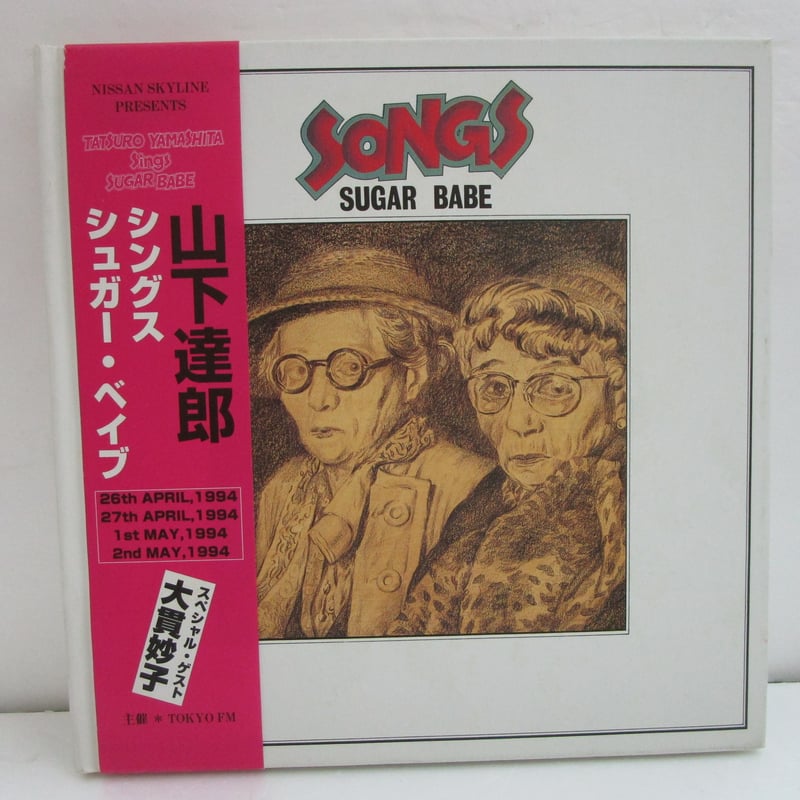 NISSAN SKYLINE
PRESENTS
TATSURO YAMASHITA
Sings
SUGAR BABE
山下達郎
シングス
シュガー・ベイブ
26th APRIL,1994
27th APRIL,1994
1st MAY,1994
2nd MAY,1994
スペシャル・ゲスト
大貫妙子
主催 * TOKYO FM
SONGS
SUGAR BABE